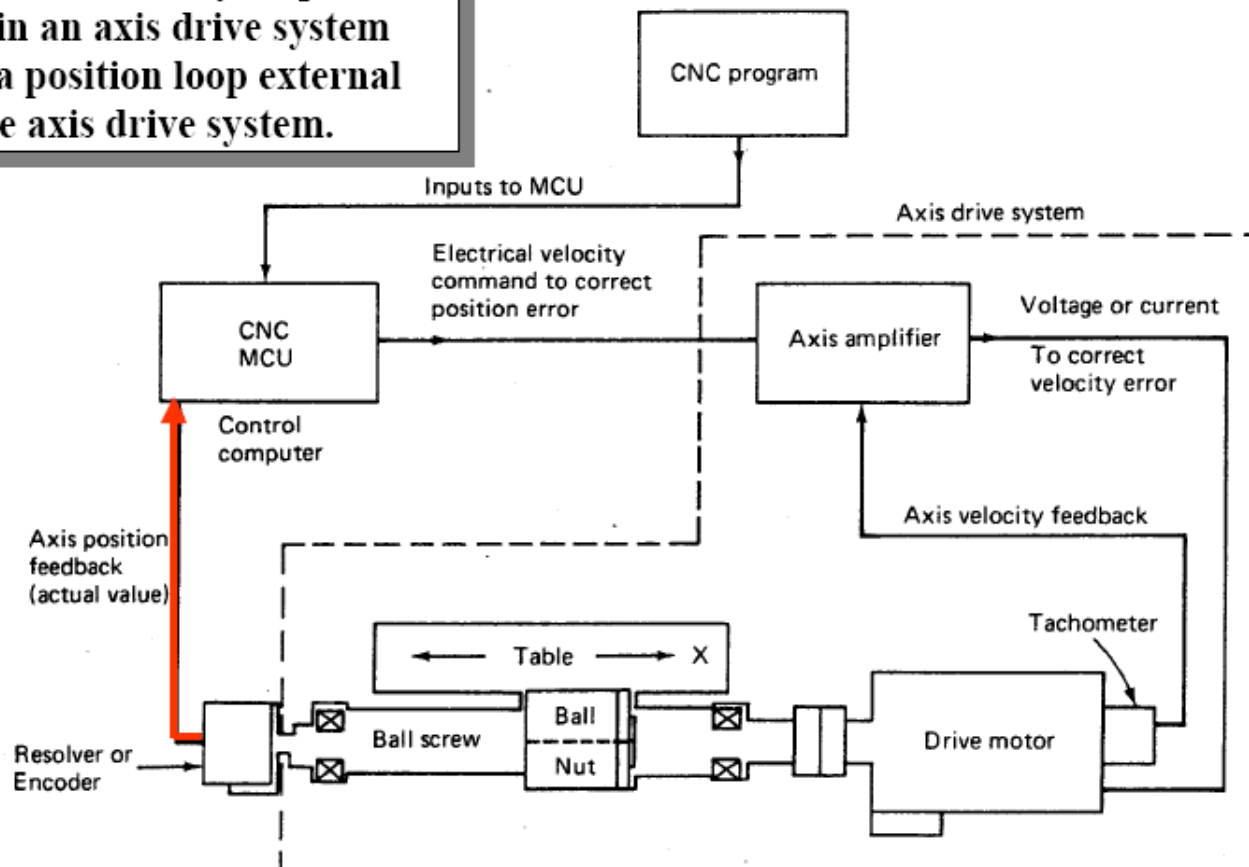 in an axis drive system
a position loop external
e axis drive system.
CNC program
Inputs to MCU
Axis drive system
Electrical velocity
command to correct
position error
CNC
MCU
Axis amplifier
Voltage or current
To correct
velocity error
Control
computer
Axis velocity feedback
Axis position
feedback
(actual value)
Tachometer
Table
X
Ball
Ball screw
Nut
Drive motor
Resolver or
Encoder